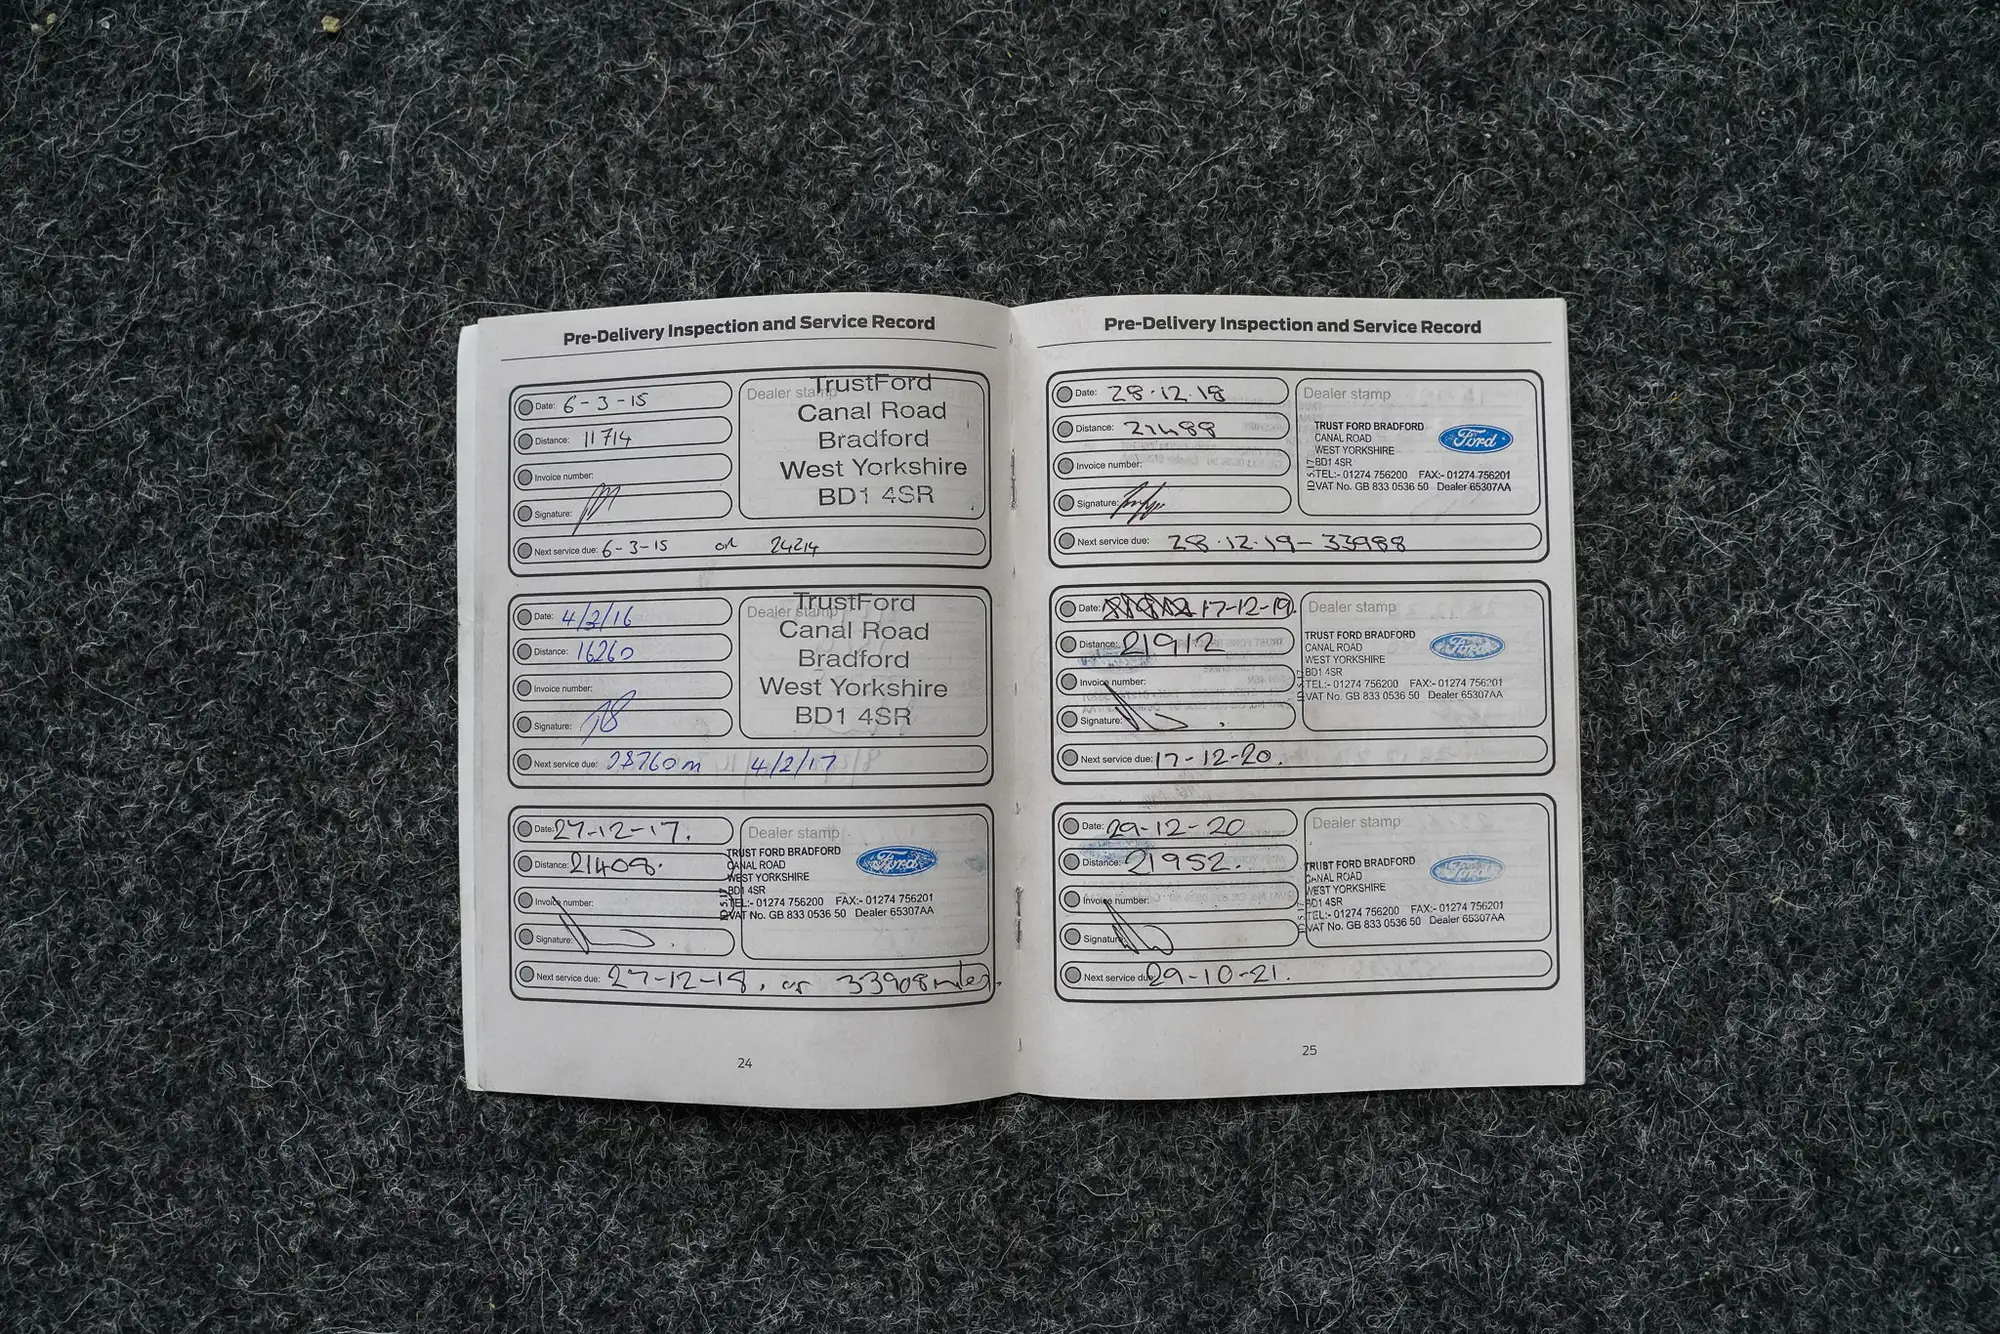 Pre-Delivery Inspection and Service Record
Date: 6-3-15
Distance: 11714
Invoice number:
Signature:
Dealer stamp
TrustFord
Canal Road
Bradford
West Yorkshire
BD1 4SR
Next service due: 6-3-15 or 24214
Date: 4/2/16
Distance: 16260
Invoice number:
Signature:
Dealer stamp
TrustFord
Canal Road
Bradford
West Yorkshire
BD1 4SR
Next service due: 28760m 4/2/17
Date: 27-12-17.
Distance: 21408.
Invoice number:
Signature:
Dealer stamp
TRUST FORD BRADFORD
CANAL ROAD
WEST YORKSHIRE
BD1 4SR
TEL:- 01274 756200 FAX:- 01274 756201
VAT No. GB 833 0536 50 Dealer 65307AA
Ford
Next service due: 27-12-18. or 33908miles.
24
Pre-Delivery Inspection and Service Record
Date: 28.12.18
Distance: 21488
Invoice number:
Signature:
Dealer stamp
TRUST FORD BRADFORD
CANAL ROAD
WEST YORKSHIRE
BD1 4SR
TEL:- 01274 756200 FAX:- 01274 756201
VAT No. GB 833 0536 50 Dealer 65307AA
Ford
Next service due: 28.12.19 - 33988
Date: 17-12-19.
Distance: 21912
Invoice number:
Signature:
Dealer stamp
TRUST FORD BRADFORD
CANAL ROAD
WEST YORKSHIRE
BD1 4SR
TEL:- 01274 756200 FAX:- 01274 756201
VAT No. GB 833 0536 50 Dealer 65307AA
Ford
Next service due: 17-12-20.
Date: 29-12-20
Distance: 21952.
Invoice number:
Signature:
Dealer stamp
TRUST FORD BRADFORD
CANAL ROAD
WEST YORKSHIRE
BD1 4SR
TEL:- 01274 756200 FAX:- 01274 756201
VAT No. GB 833 0536 50 Dealer 65307AA
Ford
Next service due: 29-10-21.
25